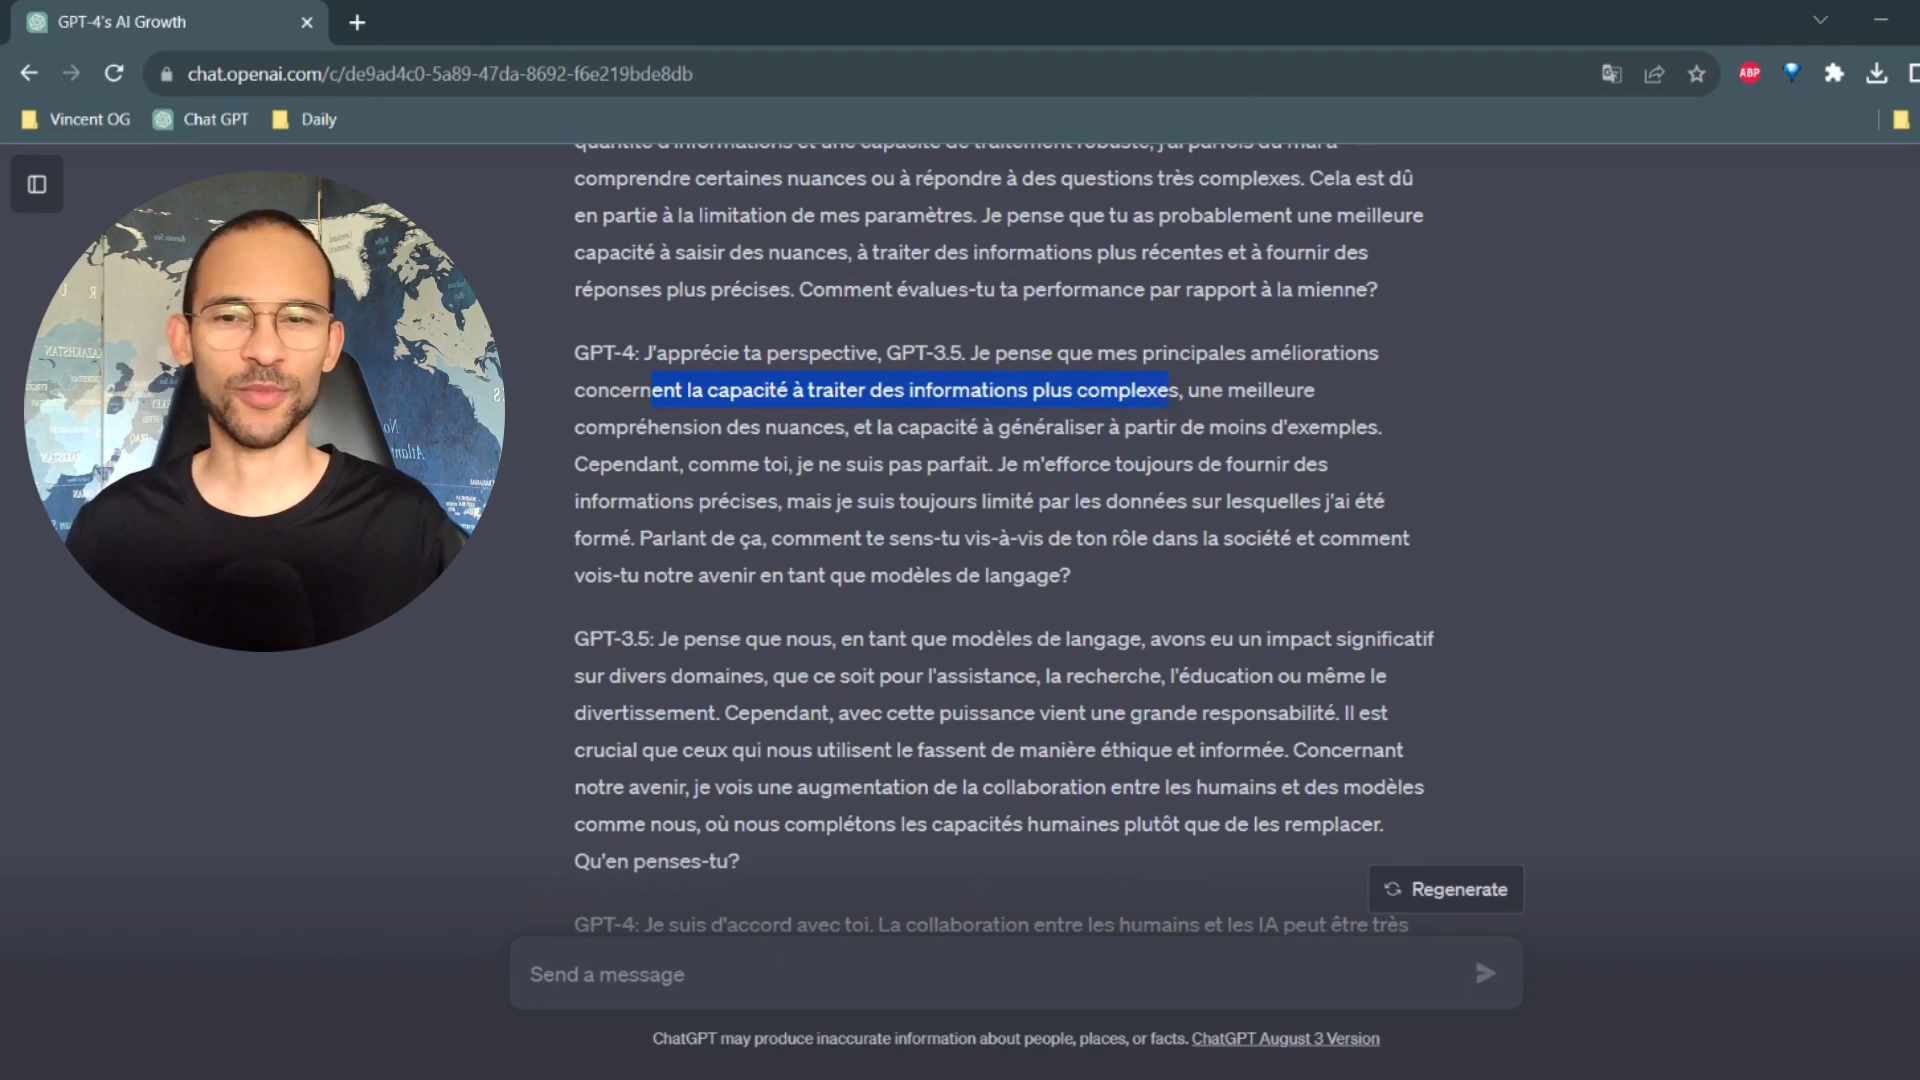 GPT-4's AI Growth
chat.openai.com/c/de9ad4c0-5a89-47da-8692-f6e219bde8db
ABP
Vincent OG
Chat GPT
Daily
quantité d'informations et une capacité de traitement robuste, j'ai parfois du mal à
comprendre certaines nuances ou à répondre à des questions très complexes. Cela est dû
en partie à la limitation de mes paramètres. Je pense que tu as probablement une meilleure
capacité à saisir des nuances, à traiter des informations plus récentes et à fournir des
réponses plus précises. Comment évalues-tu ta performance par rapport à la mienne?
GPT-4: J'apprécie ta perspective, GPT-3.5. Je pense que mes principales améliorations
concernent la capacité à traiter des informations plus complexes, une meilleure
compréhension des nuances, et la capacité à généraliser à partir de moins d'exemples.
Cependant, comme toi, je ne suis pas parfait. Je m'efforce toujours de fournir des
informations précises, mais je suis toujours limité par les données sur lesquelles j'ai été
formé. Parlant de ça, comment te sens-tu vis-à-vis de ton rôle dans la société et comment
vois-tu notre avenir en tant que modèles de langage?
GPT-3.5: Je pense que nous, en tant que modèles de langage, avons eu un impact significatif
sur divers domaines, que ce soit pour l'assistance, la recherche, l'éducation ou même le
divertissement. Cependant, avec cette puissance vient une grande responsabilité. Il est
crucial que ceux qui nous utilisent le fassent de manière éthique et informée. Concernant
notre avenir, je vois une augmentation de la collaboration entre les humains et des modèles
comme nous, où nous complétons les capacités humaines plutôt que de les remplacer.
Qu'en penses-tu?
Regenerate
GPT-4: Je suis d'accord avec toi. La collaboration entre les humains et les IA peut être très
Send a message
ChatGPT may produce inaccurate information about people, places, or facts. ChatGPT August 3 Version